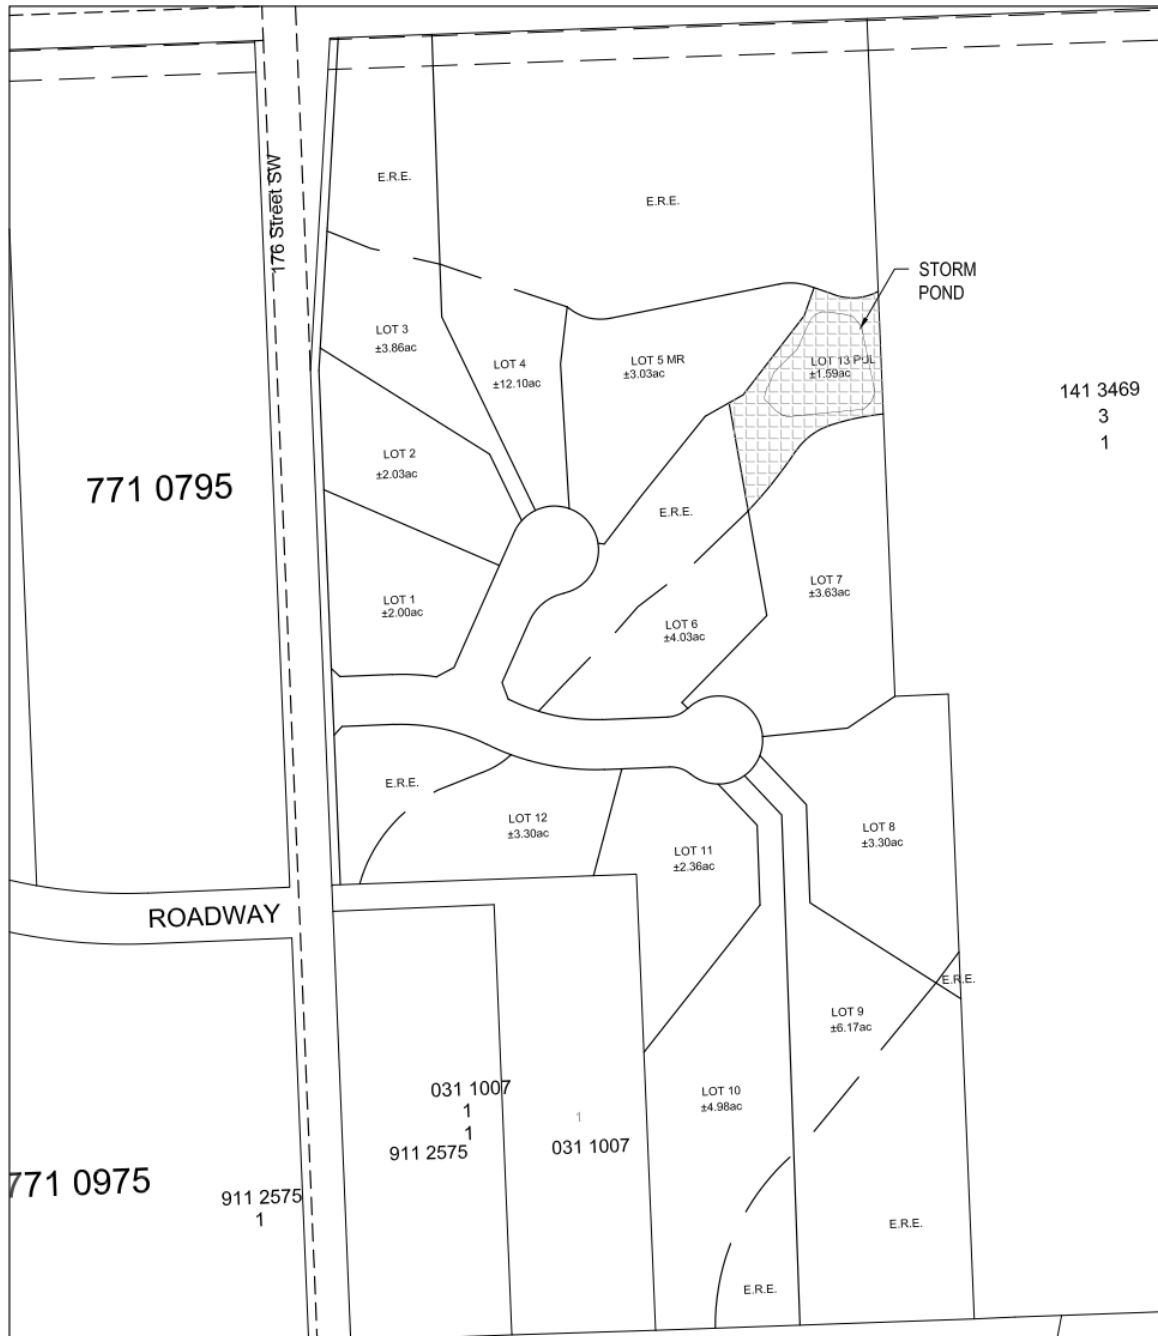 176 Street SW
E.R.E.
E.R.E.
STORM
POND
LOT 3
±3.86ac
LOT 4
±12.10ac
LOT 5 MR
±3.03ac
LOT 13 PUL
±1.59ac
141 3469
3
1
LOT 2
±2.03ac
771 0795
E.R.E.
LOT 1
±2.00ac
LOT 7
±3.63ac
LOT 6
±4.03ac
E.R.E.
LOT 12
±3.30ac
LOT 11
±2.36ac
LOT 8
±3.30ac
ROADWAY
E.R.E.
LOT 9
±6.17ac
031 1007
1
1
911 2575
1
031 1007
LOT 10
±4.98ac
771 0975
911 2575
1
E.R.E.
E.R.E.